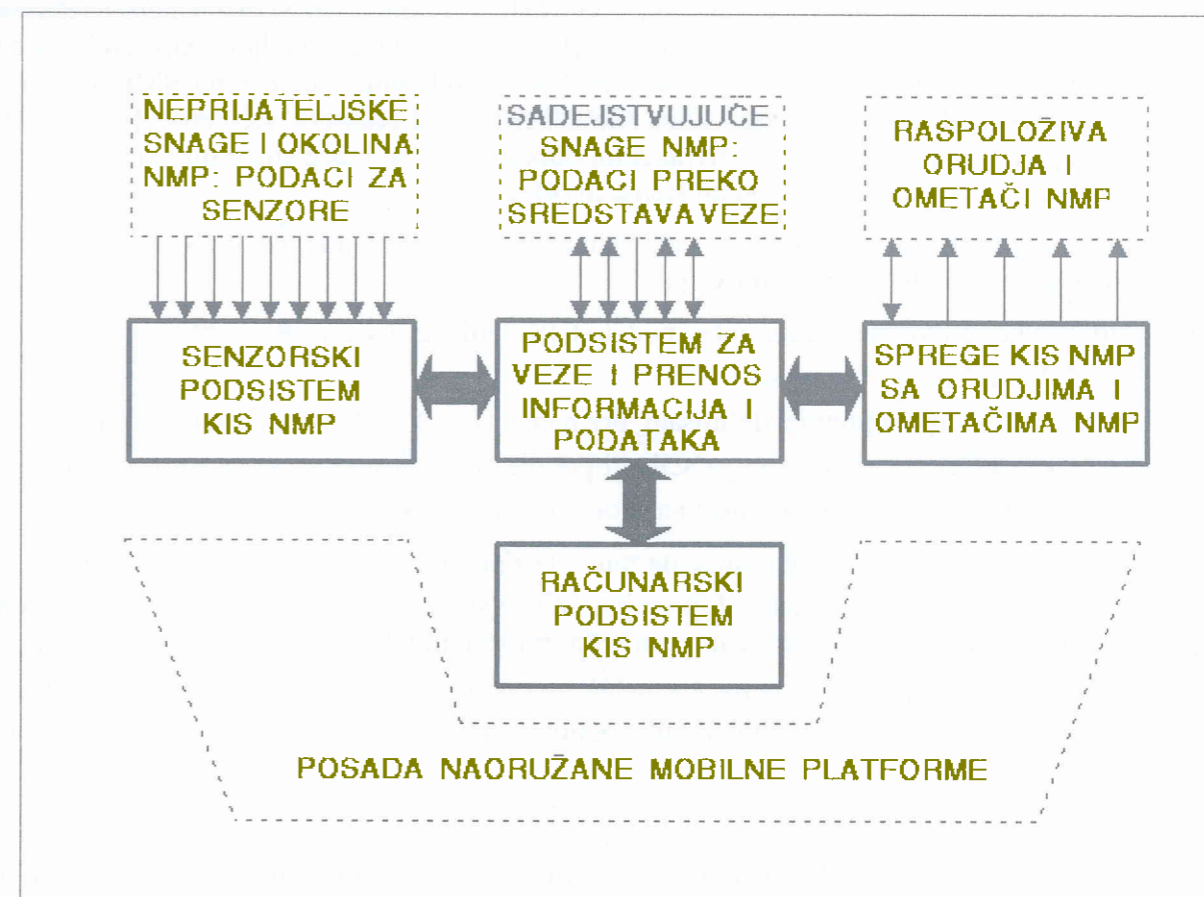 NEPRIJATELJSKE
SNAGE I OKOLINA
NMP: PODACI ZA
SENZORE
SADEJSTVUJUĆE
SNAGE NMP:
PODACI PREKO
SREDSTAVA VEZE
RASPOLOŽIVA
ORUDJA I
OMETAČI NMP
SENZORSKI
PODSISTEM
KIS NMP
PODSISTEM ZA
VEZE I PRENOS
INFORMACIJA I
PODATAKA
SPREGE KIS NMP
SA ORUDJIMA I
OMETAČIMA NMP
RAČUNARSKI
PODSISTEM
KIS NMP
POSADA NAORUŽANE MOBILNE PLATFORME